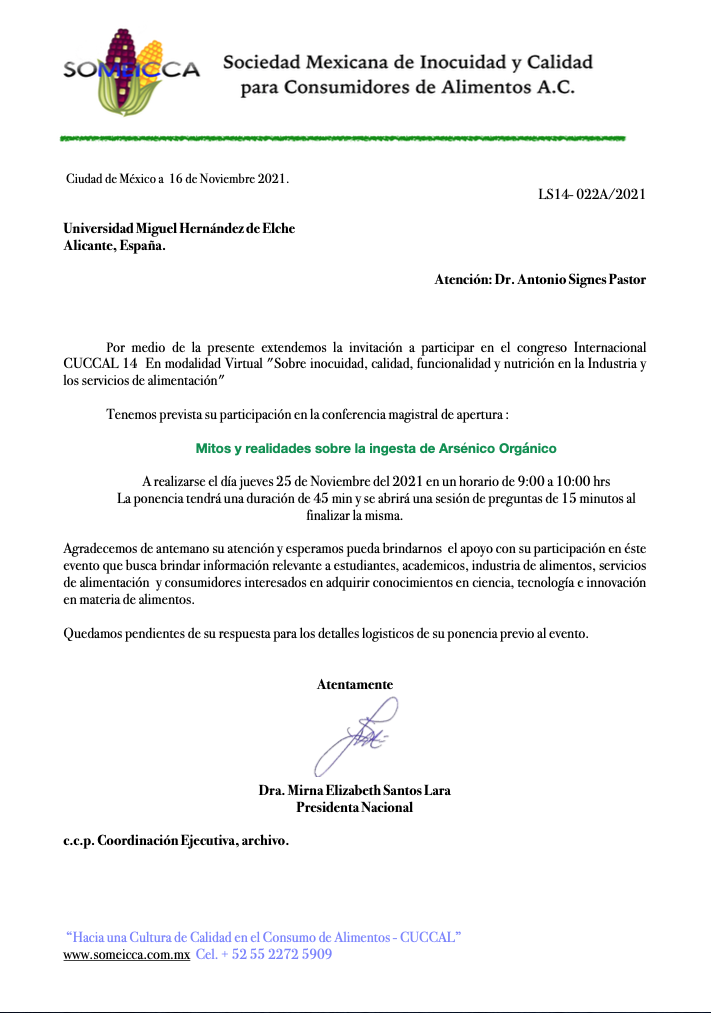 SOMEICCA
Sociedad Mexicana de Inocuidad y Calidad
para Consumidores de Alimentos A.C.
Ciudad de México a 16 de Noviembre 2021.
LS14- 022A/2021
Universidad Miguel Hernández de Elche
Alicante, España.
Atención: Dr. Antonio Signes Pastor
Por medio de la presente extendemos la invitación a participar en el congreso Internacional
CUCCAL 14 En modalidad Virtual "Sobre inocuidad, calidad, funcionalidad y nutrición en la Industria y
los servicios de alimentación"
Tenemos prevista su participación en la conferencia magistral de apertura :
Mitos y realidades sobre la ingesta de Arsénico Orgánico
A realizarse el día jueves 25 de Noviembre del 2021 en un horario de 9:00 a 10:00 hrs
La ponencia tendrá una duración de 45 min y se abrirá una sesión de preguntas de 15 minutos al
finalizar la misma.
Agradecemos de antemano su atención y esperamos pueda brindarnos el apoyo con su participación en éste
evento que busca brindar información relevante a estudiantes, academicos, industria de alimentos, servicios
de alimentación y consumidores interesados en adquirir conocimientos en ciencia, tecnología e innovación
en materia de alimentos.
Quedamos pendientes de su respuesta para los detalles logisticos de su ponencia previo al evento.
Atentamente
Dra. Mirna Elizabeth Santos Lara
Presidenta Nacional
c.c.p. Coordinación Ejecutiva, archivo.
“Hacia una Cultura de Calidad en el Consumo de Alimentos - CUCCAL”
www.someicca.com.mx Cel. + 52 55 2272 5909